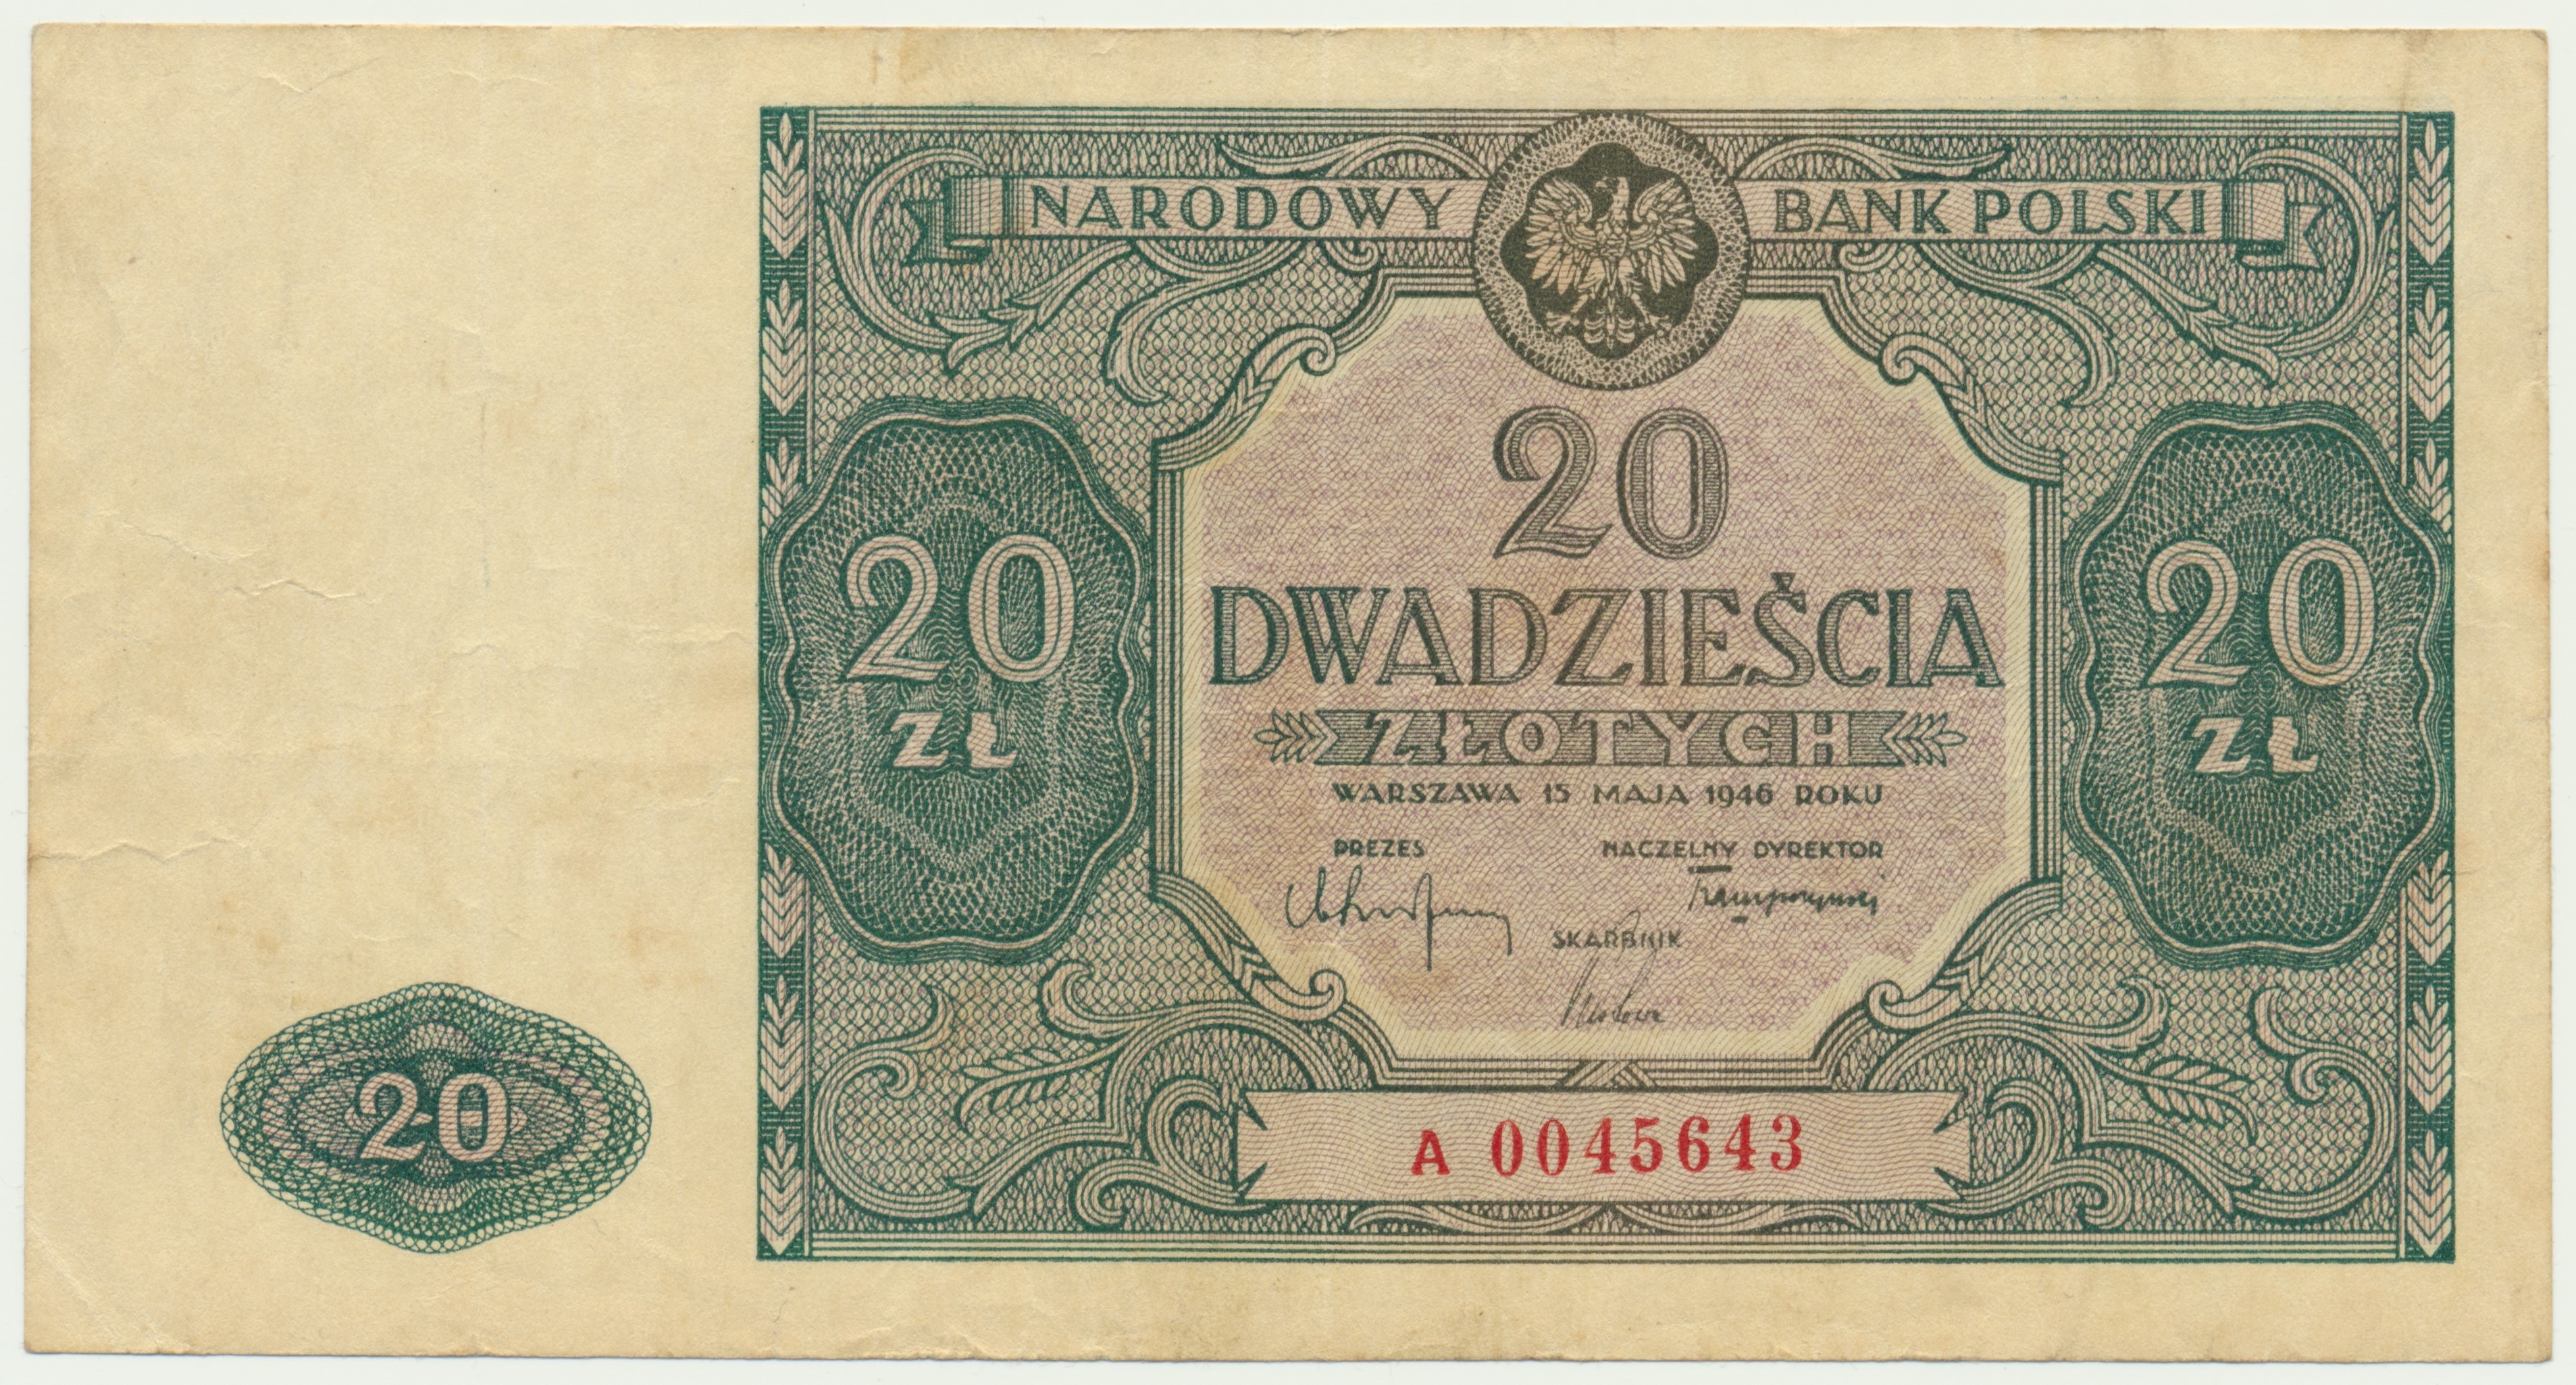 NARODOWY BANK POLSKI
20
DWADZIEŚCIA
ZŁOTYCH
WARSZAWA 15 MAJA 1946 ROKU
PREZES
NACZELNY DYREKTOR
SKARBNIK
20
ZŁ
20
ZŁ
20
A 0045643